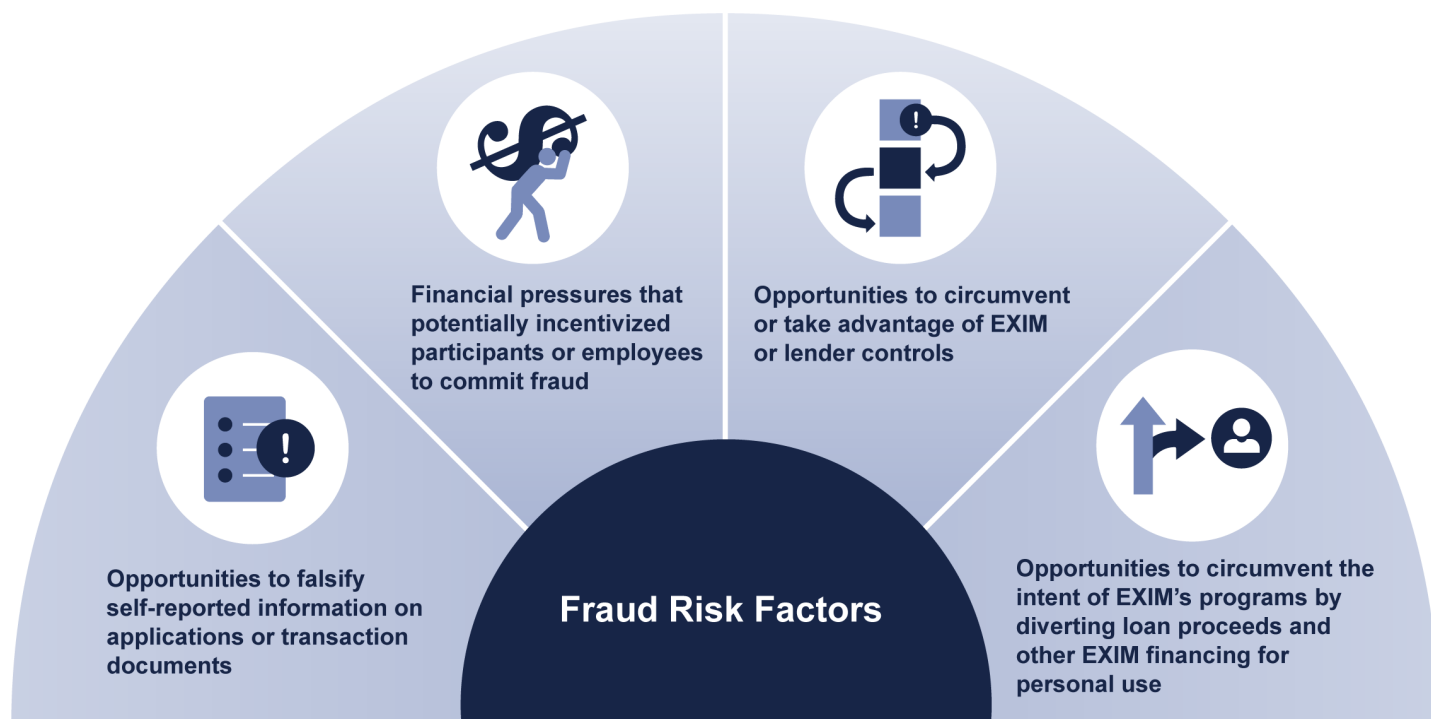 Financial pressures that
potentially incentivized
participants or employees
to commit fraud
Opportunities to circumvent
or take advantage of EXIM
or lender controls
Opportunities to falsify
self-reported information on
applications or transaction
documents
Opportunities to circumvent the
intent of EXIM’s programs by
diverting loan proceeds and
other EXIM financing for
personal use
Fraud Risk Factors